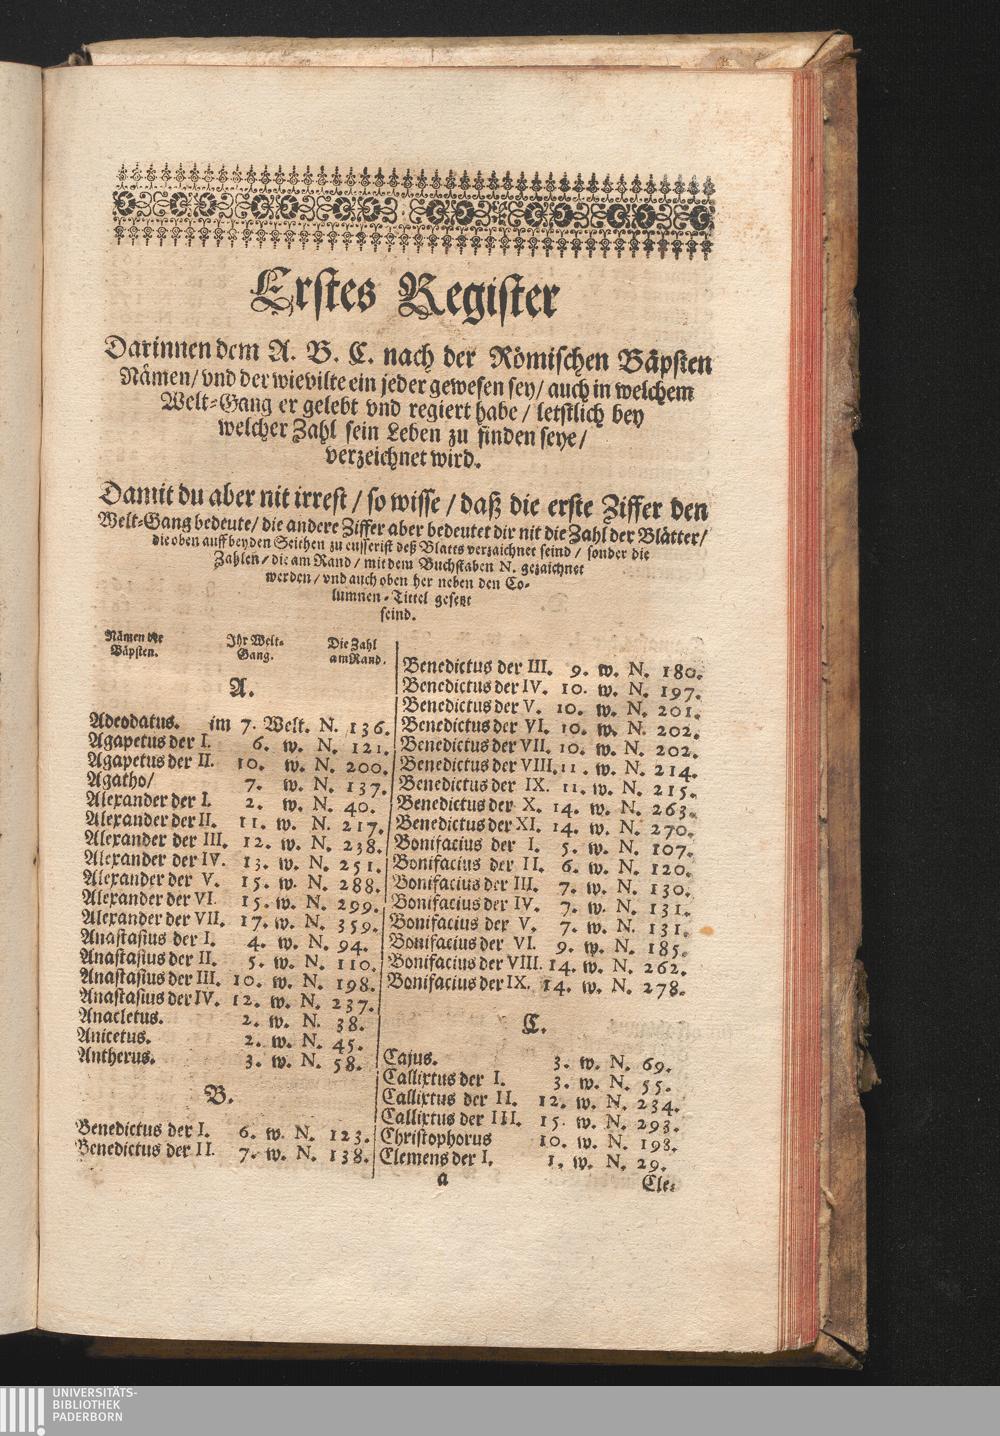 Erstes Register
Darinnen dem A. B. C. nach der Römischen Bäpsten
Nämen/ vnd der wievilte ein jeder gewesen sey/ auch in welchem
Welt-Gang er gelebt vnd regiert habe/ letstlich bey
welcher Zahl sein Leben zu finden seye/
verzeichnet wird.
Damit du aber nit irrest/ so wisse/ daß die erste Ziffer den
Welt-Gang bedeute/ die andere Ziffer aber bedeutet dir nit die Zahl der Blätter/
die oben auff beyden Seithen zu eusserist deß Blatts verzaichnet seind/ sonder die
Zahlen/ die am Rand/ mit dem Buchstaben N. gezaichnet
werden/ vnd auch oben her neben den Co-
lumnen-Tittel gesetzt
seind.
Nämen der Bäpsten.
Ihr Welt-Gang.
Die Zahl am Rand.
A.
Adeodatus. im 7. Welt. N. 136.
Agapetus der I. 6. w. N. 121.
Agapetus der II. 10. w. N. 200.
Agatho/ 7. w. N. 137.
Alexander der I. 2. w. N. 40.
Alexander der II. 11. w. N. 217.
Alexander der III. 12. w. N. 238.
Alexander der IV. 13. w. N. 251.
Alexander der V. 15. w. N. 288.
Alexander der VI. 15. w. N. 299.
Alexander der VII. 17. w. N. 359.
Anastasius der I. 4. w. N. 94.
Anastasius der II. 5. w. N. 110.
Anastasius der III. 10. w. N. 198.
Anastasius der IV. 12. w. N. 237.
Anacletus. 2. w. N. 38.
Anicetus. 2. w. N. 45.
Antherus. 3. w. N. 58.
B.
Benedictus der I. 6. w. N. 123.
Benedictus der II. 7. w. N. 138.
Benedictus der III. 9. w. N. 180.
Benedictus der IV. 10. w. N. 197.
Benedictus der V. 10. w. N. 201.
Benedictus der VI. 10. w. N. 202.
Benedictus der VII. 10. w. N. 202.
Benedictus der VIII. 11. w. N. 214.
Benedictus der IX. 11. w. N. 215.
Benedictus der X. 14. w. N. 263.
Benedictus der XI. 14. w. N. 270.
Bonifacius der I. 5. w. N. 107.
Bonifacius der II. 6. w. N. 120.
Bonifacius der III. 7. w. N. 130.
Bonifacius der IV. 7. w. N. 131.
Bonifacius der V. 7. w. N. 131.
Bonifacius der VI. 9. w. N. 185.
Bonifacius der VIII. 14. w. N. 262.
Bonifacius der IX. 14. w. N. 278.
C.
Cajus. 3. w. N. 69.
Callixtus der I. 3. w. N. 55.
Callixtus der II. 12. w. N. 234.
Callixtus der III. 15. w. N. 293.
Christophorus 10. w. N. 198.
Clemens der I. 1. w. N. 29.
a
Cle-
UNIVERSITÄTS-
BIBLIOTHEK
PADERBORN